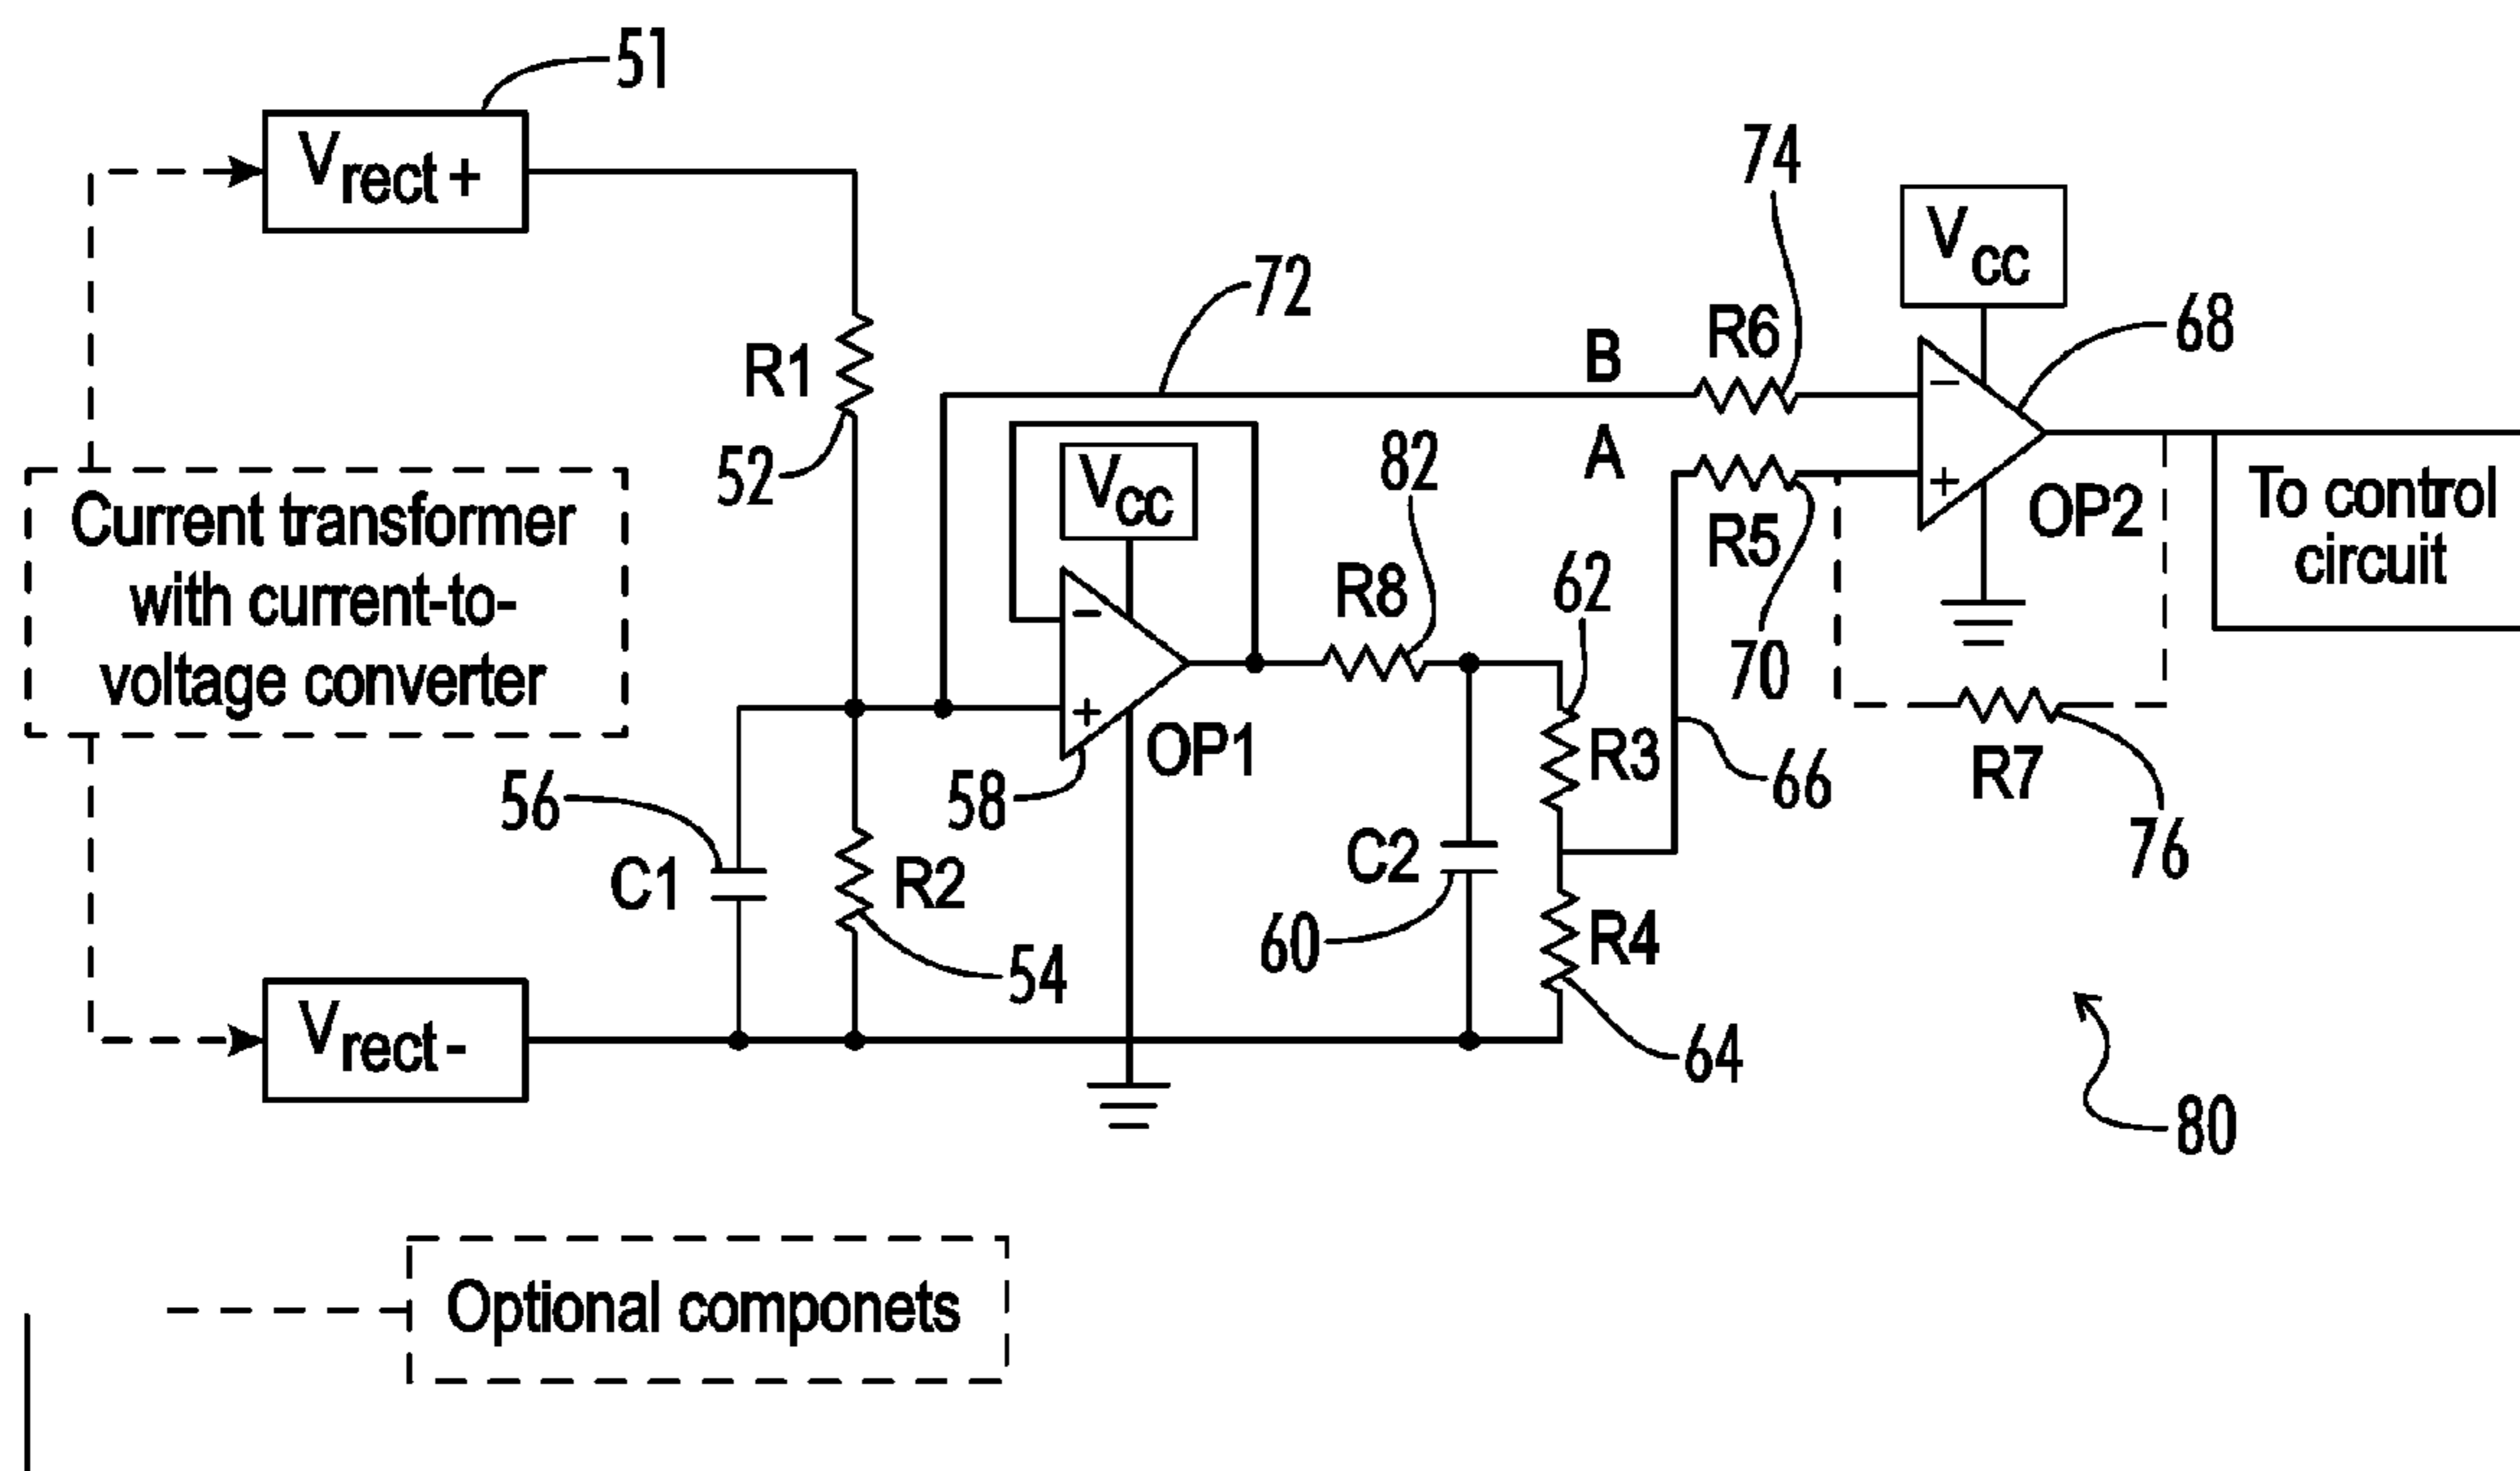 51
Vrect +
74
Vcc
72
68
R6
B
R1
A
82
52
Vcc
R5
OP2
To control
circuit
Current transformer
with current-to-
voltage converter
R8
62
70
OP1
R3
66
R7
56
58
76
C1
R2
C2
60
R4
54
64
Vrect -
80
Optional componets